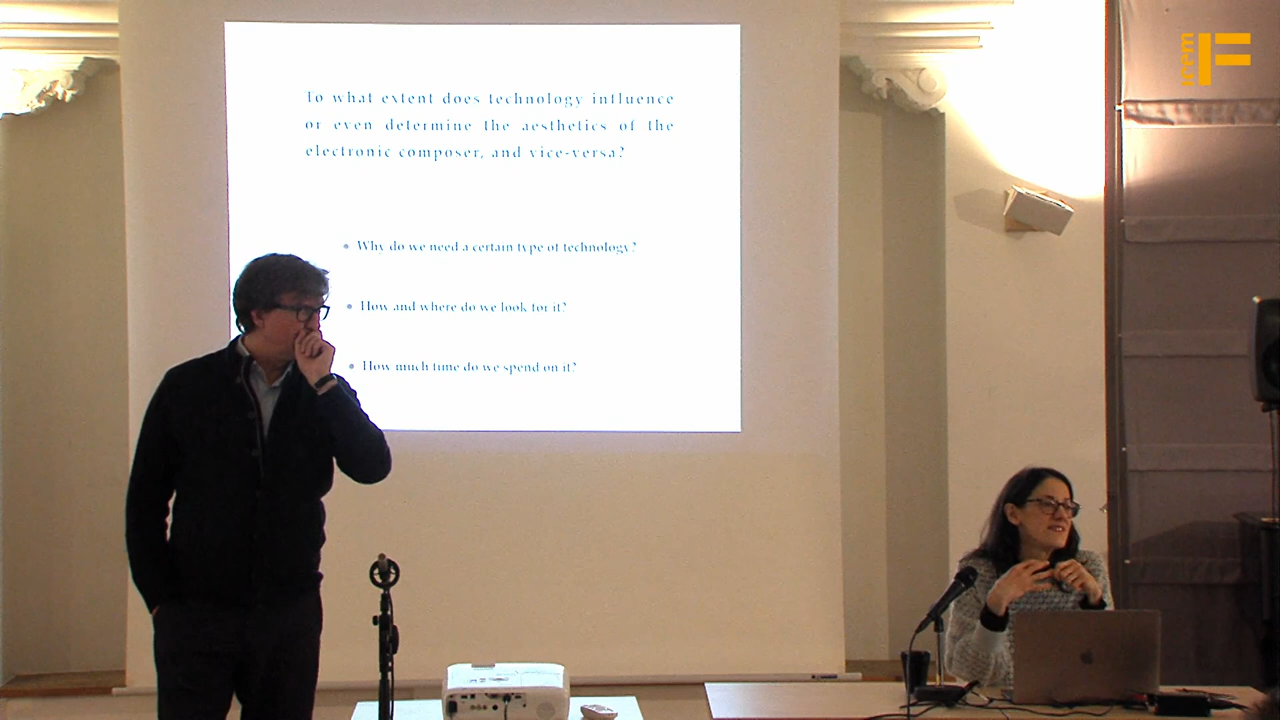 To what extent does technology influence
or even determine the aesthetics of the
electronic composer, and vice-versa?
• Why do we need a certain type of technology?
• How and where do we look for it?
• How much time do we spend on it?
icem